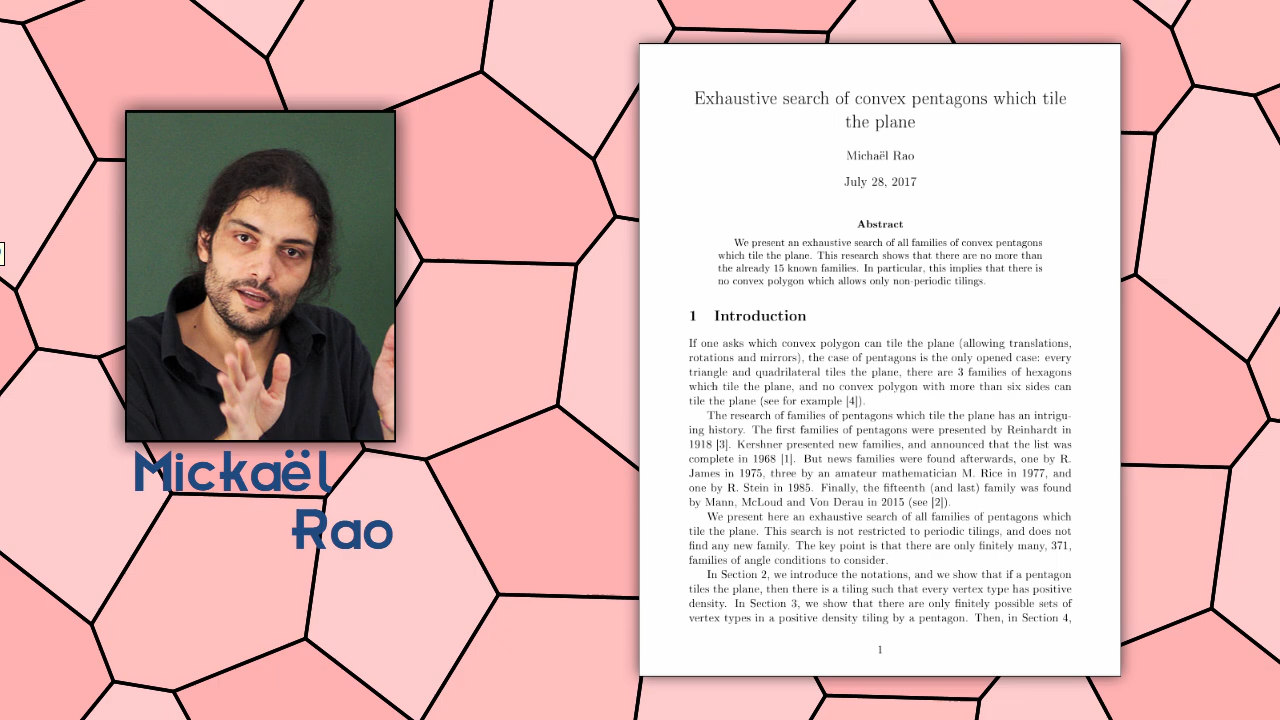 Mickaël
Rao
Exhaustive search of convex pentagons which tile
the plane
Michaël Rao
July 28, 2017
Abstract
We present an exhaustive search of all families of convex pentagons
which tile the plane. This research shows that there are no more than
the already 15 known families. In particular, this implies that there is
no convex polygon which allows only non-periodic tilings.
1 Introduction
If one asks which convex polygon can tile the plane (allowing translations,
rotations and mirrors), the case of pentagons is the only opened case: every
triangle and quadrilateral tiles the plane, there are 3 families of hexagons
which tile the plane, and no convex polygon with more than six sides can
tile the plane (see for example [4]).
The research of families of pentagons which tile the plane has an intrigu-
ing history. The first families of pentagons were presented by Reinhardt in
1918 [3]. Kershner presented new families, and announced that the list was
complete in 1968 [1]. But news families were found afterwards, one by R.
James in 1975, three by an amateur mathematician M. Rice in 1977, and
one by R. Stein in 1985. Finally, the fifteenth (and last) family was found
by Mann, McLoud and Von Derau in 2015 (see [2]).
We present here an exhaustive search of all families of pentagons which
tile the plane. This search is not restricted to periodic tilings, and does not
find any new family. The key point is that there are only finitely many, 371,
families of angle conditions to consider.
In Section 2, we introduce the notations, and we show that if a pentagon
tiles the plane, then there is a tiling such that every vertex type has positive
density. In Section 3, we show that there are only finitely possible sets of
vertex types in a positive density tiling by a pentagon. Then, in Section 4,
1